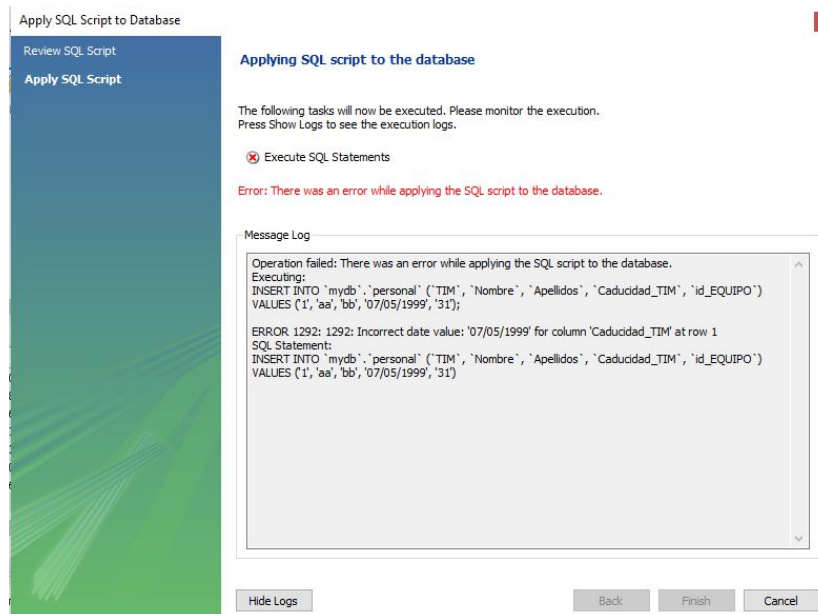 Apply SQL Script to Database
Review SQL Script
Apply SQL Script
Applying SQL script to the database
The following tasks will now be executed. Please monitor the execution.
Press Show Logs to see the execution logs.
Execute SQL Statements
Error: There was an error while applying the SQL script to the database.
Message Log
Operation failed: There was an error while applying the SQL script to the database.
Executing:
INSERT INTO `mydb`.`personal` (`TIM`, `Nombre`, `Apellidos`, `Caducidad_TIM`, `id_EQUIPO`)
VALUES ('1', 'aa', 'bb', '07/05/1999', '31');
ERROR 1292: 1292: Incorrect date value: '07/05/1999' for column 'Caducidad_TIM' at row 1
SQL Statement:
INSERT INTO `mydb`.`personal` (`TIM`, `Nombre`, `Apellidos`, `Caducidad_TIM`, `id_EQUIPO`)
VALUES ('1', 'aa', 'bb', '07/05/1999', '31')
Hide Logs
Back
Finish
Cancel